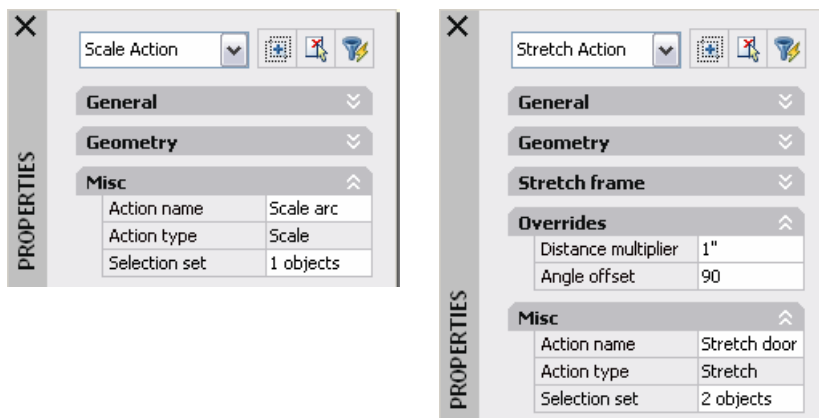 PROPERTIES
Scale Action
General
Geometry
Misc
Action name Scale arc
Action type Scale
Selection set 1 objects
PROPERTIES
Stretch Action
General
Geometry
Stretch frame
Overrides
Distance multiplier 1"
Angle offset 90
Misc
Action name Stretch door
Action type Stretch
Selection set 2 objects